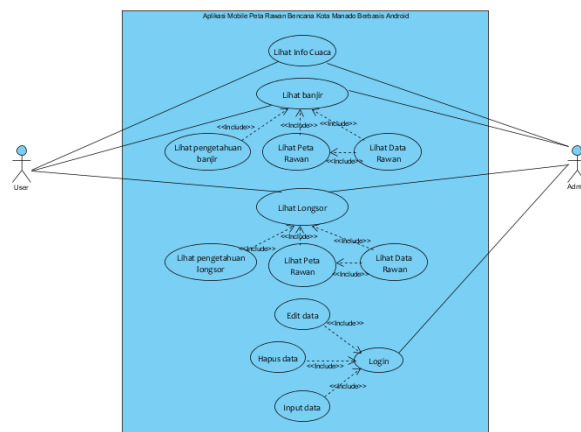 Aplikasi Mobile Peta Rawan Bencana Kota Manado Berbasis Android
Lihat Info Cuaca
Lihat banjir
<<Include>>
<<Include>>
<<Include>>
Lihat pengetahuan
banjir
Lihat Peta
Rawan
Lihat Data
Rawan
<<Include>>
User
Adm
Lihat Longsor
<<Include>>
<<Include>>
<<Include>>
Lihat pengetahuan
longsor
Lihat Peta
Rawan
Lihat Data
Rawan
<<Include>>
Edit data
<<Include>>
Hapus data
<<Include>>
Login
<<Include>>
Input data